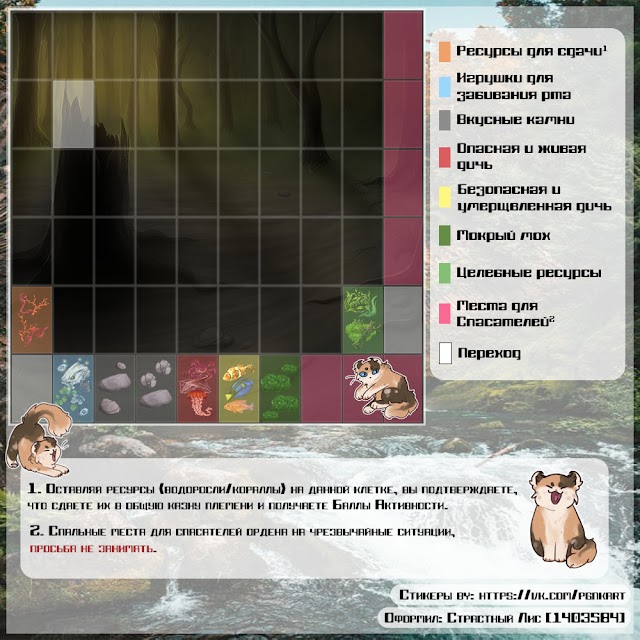 Ресурсы для сдачи¹
Игрушки для
забивания рта
Вкусные камни
Опасная и живая
дичь
Безопасная и
умерщвленная дичь
Мокрый мох
Целебные ресурсы
Места для
Спасателей²
Переход
1. Оставляя ресурсы (водоросли/кораллы) на данной клетке, вы подтверждаете,
что сдаете их в общую казну племени и получаете Баллы Активности.
2. Спальные места для спасателей ордена на чрезвычайные ситуации,
просьба не занимать.
Стикеры by: https://vk.com/pgnkart
Оформил: Страстный Лис [1403584]